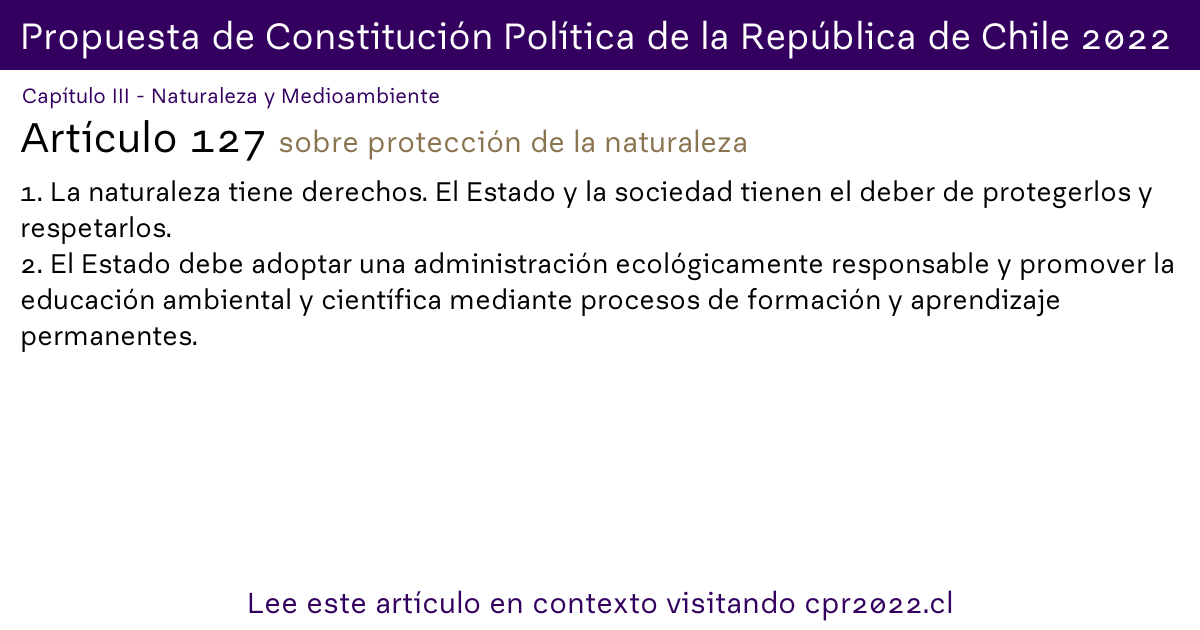 Propuesta de Constitución Política de la República de Chile 2022
Capítulo III - Naturaleza y Medioambiente
Artículo 127 sobre protección de la naturaleza
1. La naturaleza tiene derechos. El Estado y la sociedad tienen el deber de protegerlos y
respetarlos.
2. El Estado debe adoptar una administración ecológicamente responsable y promover la
educación ambiental y científica mediante procesos de formación y aprendizaje
permanentes.
Lee este artículo en contexto visitando cpr2022.cl